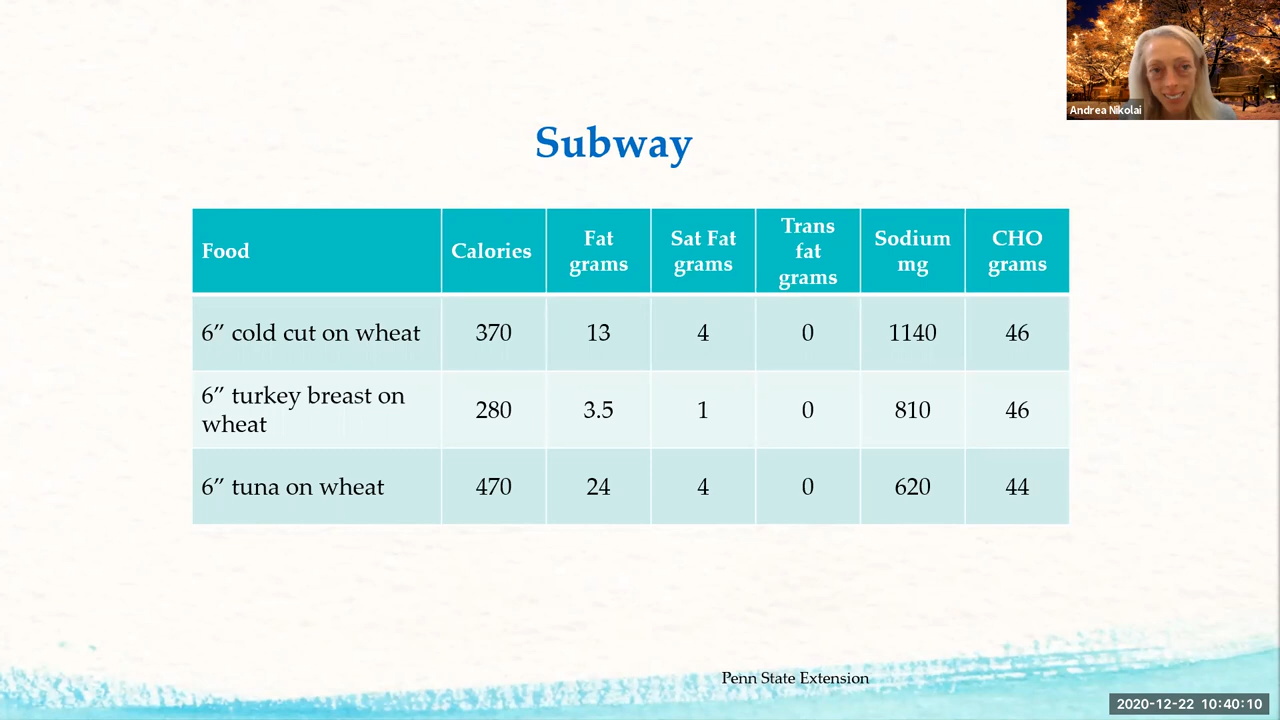 Andrea Nikolai
Subway
Food Calories Fat grams Sat Fat grams Trans fat grams Sodium mg CHO grams
6” cold cut on wheat 370 13 4 0 1140 46
6” turkey breast on wheat 280 3.5 1 0 810 46
6” tuna on wheat 470 24 4 0 620 44
Penn State Extension
2020-12-22 10:40:10